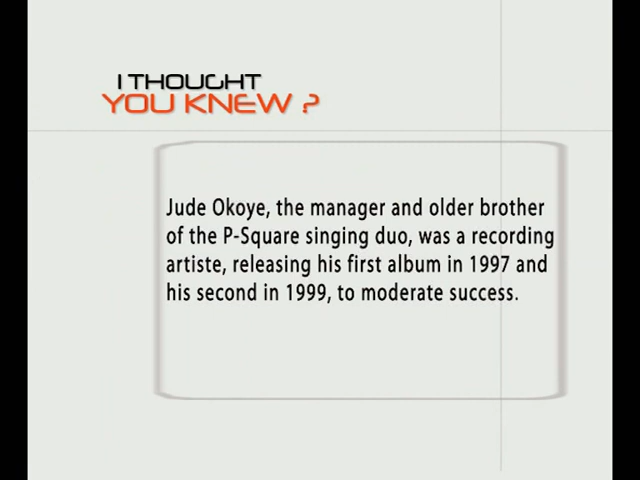 I THOUGHT
YOU KNEW ?
Jude Okoye, the manager and older brother
of the P-Square singing duo, was a recording
artiste, releasing his first album in 1997 and
his second in 1999, to moderate success.